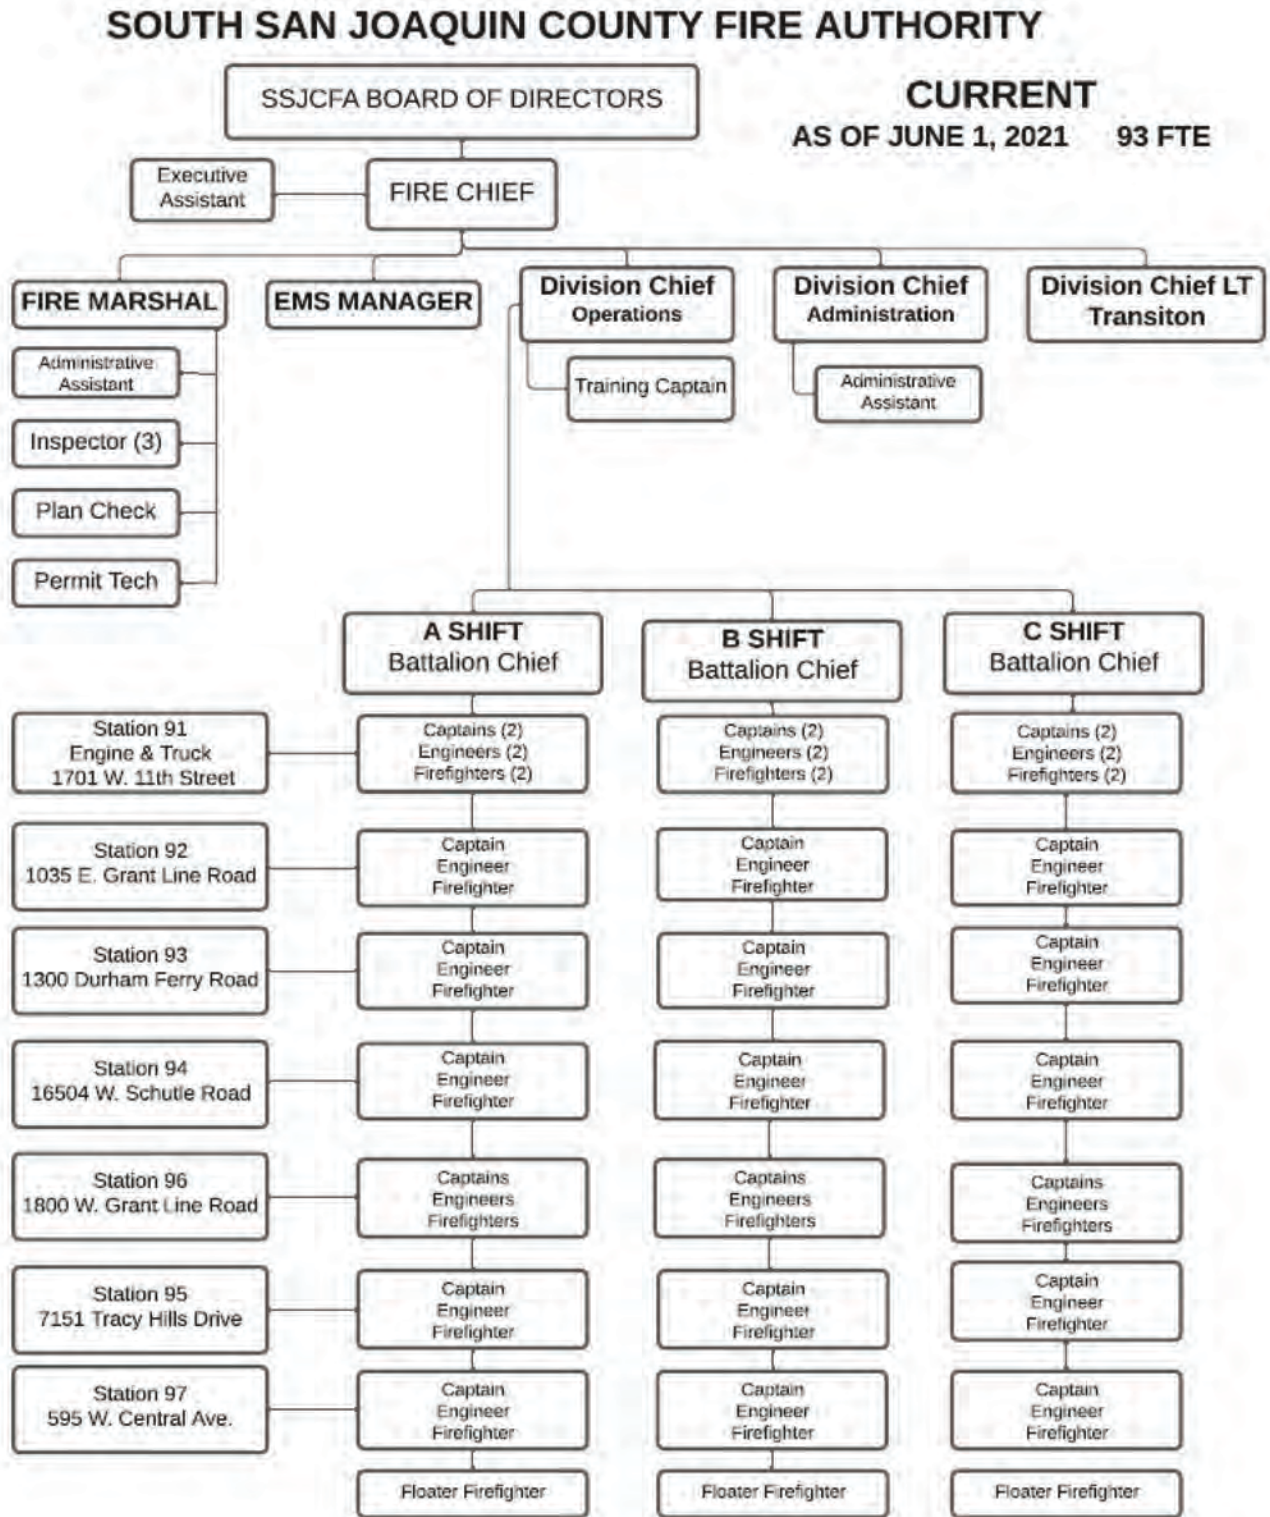 SOUTH SAN JOAQUIN COUNTY FIRE AUTHORITY
SSJCFA BOARD OF DIRECTORS
CURRENT
AS OF JUNE 1, 2021 93 FTE
Executive
Assistant
FIRE CHIEF
FIRE MARSHAL
EMS MANAGER
Division Chief
Operations
Division Chief
Administration
Division Chief LT
Transiton
Administrative
Assistant
Training Captain
Administrative
Assistant
Inspector (3)
Plan Check
Permit Tech
A SHIFT
Battalion Chief
B SHIFT
Battalion Chief
C SHIFT
Battalion Chief
Station 91
Engine & Truck
1701 W. 11th Street
Captains (2)
Engineers (2)
Firefighters (2)
Captains (2)
Engineers (2)
Firefighters (2)
Captains (2)
Engineers (2)
Firefighters (2)
Station 92
1035 E. Grant Line Road
Captain
Engineer
Firefighter
Captain
Engineer
Firefighter
Captain
Engineer
Firefighter
Station 93
1300 Durham Ferry Road
Captain
Engineer
Firefighter
Captain
Engineer
Firefighter
Captain
Engineer
Firefighter
Station 94
16504 W. Schutle Road
Captain
Engineer
Firefighter
Captain
Engineer
Firefighter
Captain
Engineer
Firefighter
Station 96
1800 W. Grant Line Road
Captains
Engineers
Firefighters
Captains
Engineers
Firefighters
Captains
Engineers
Firefighters
Station 95
7151 Tracy Hills Drive
Captain
Engineer
Firefighter
Captain
Engineer
Firefighter
Captain
Engineer
Firefighter
Station 97
595 W. Central Ave.
Captain
Engineer
Firefighter
Captain
Engineer
Firefighter
Captain
Engineer
Firefighter
Floater Firefighter
Floater Firefighter
Floater Firefighter